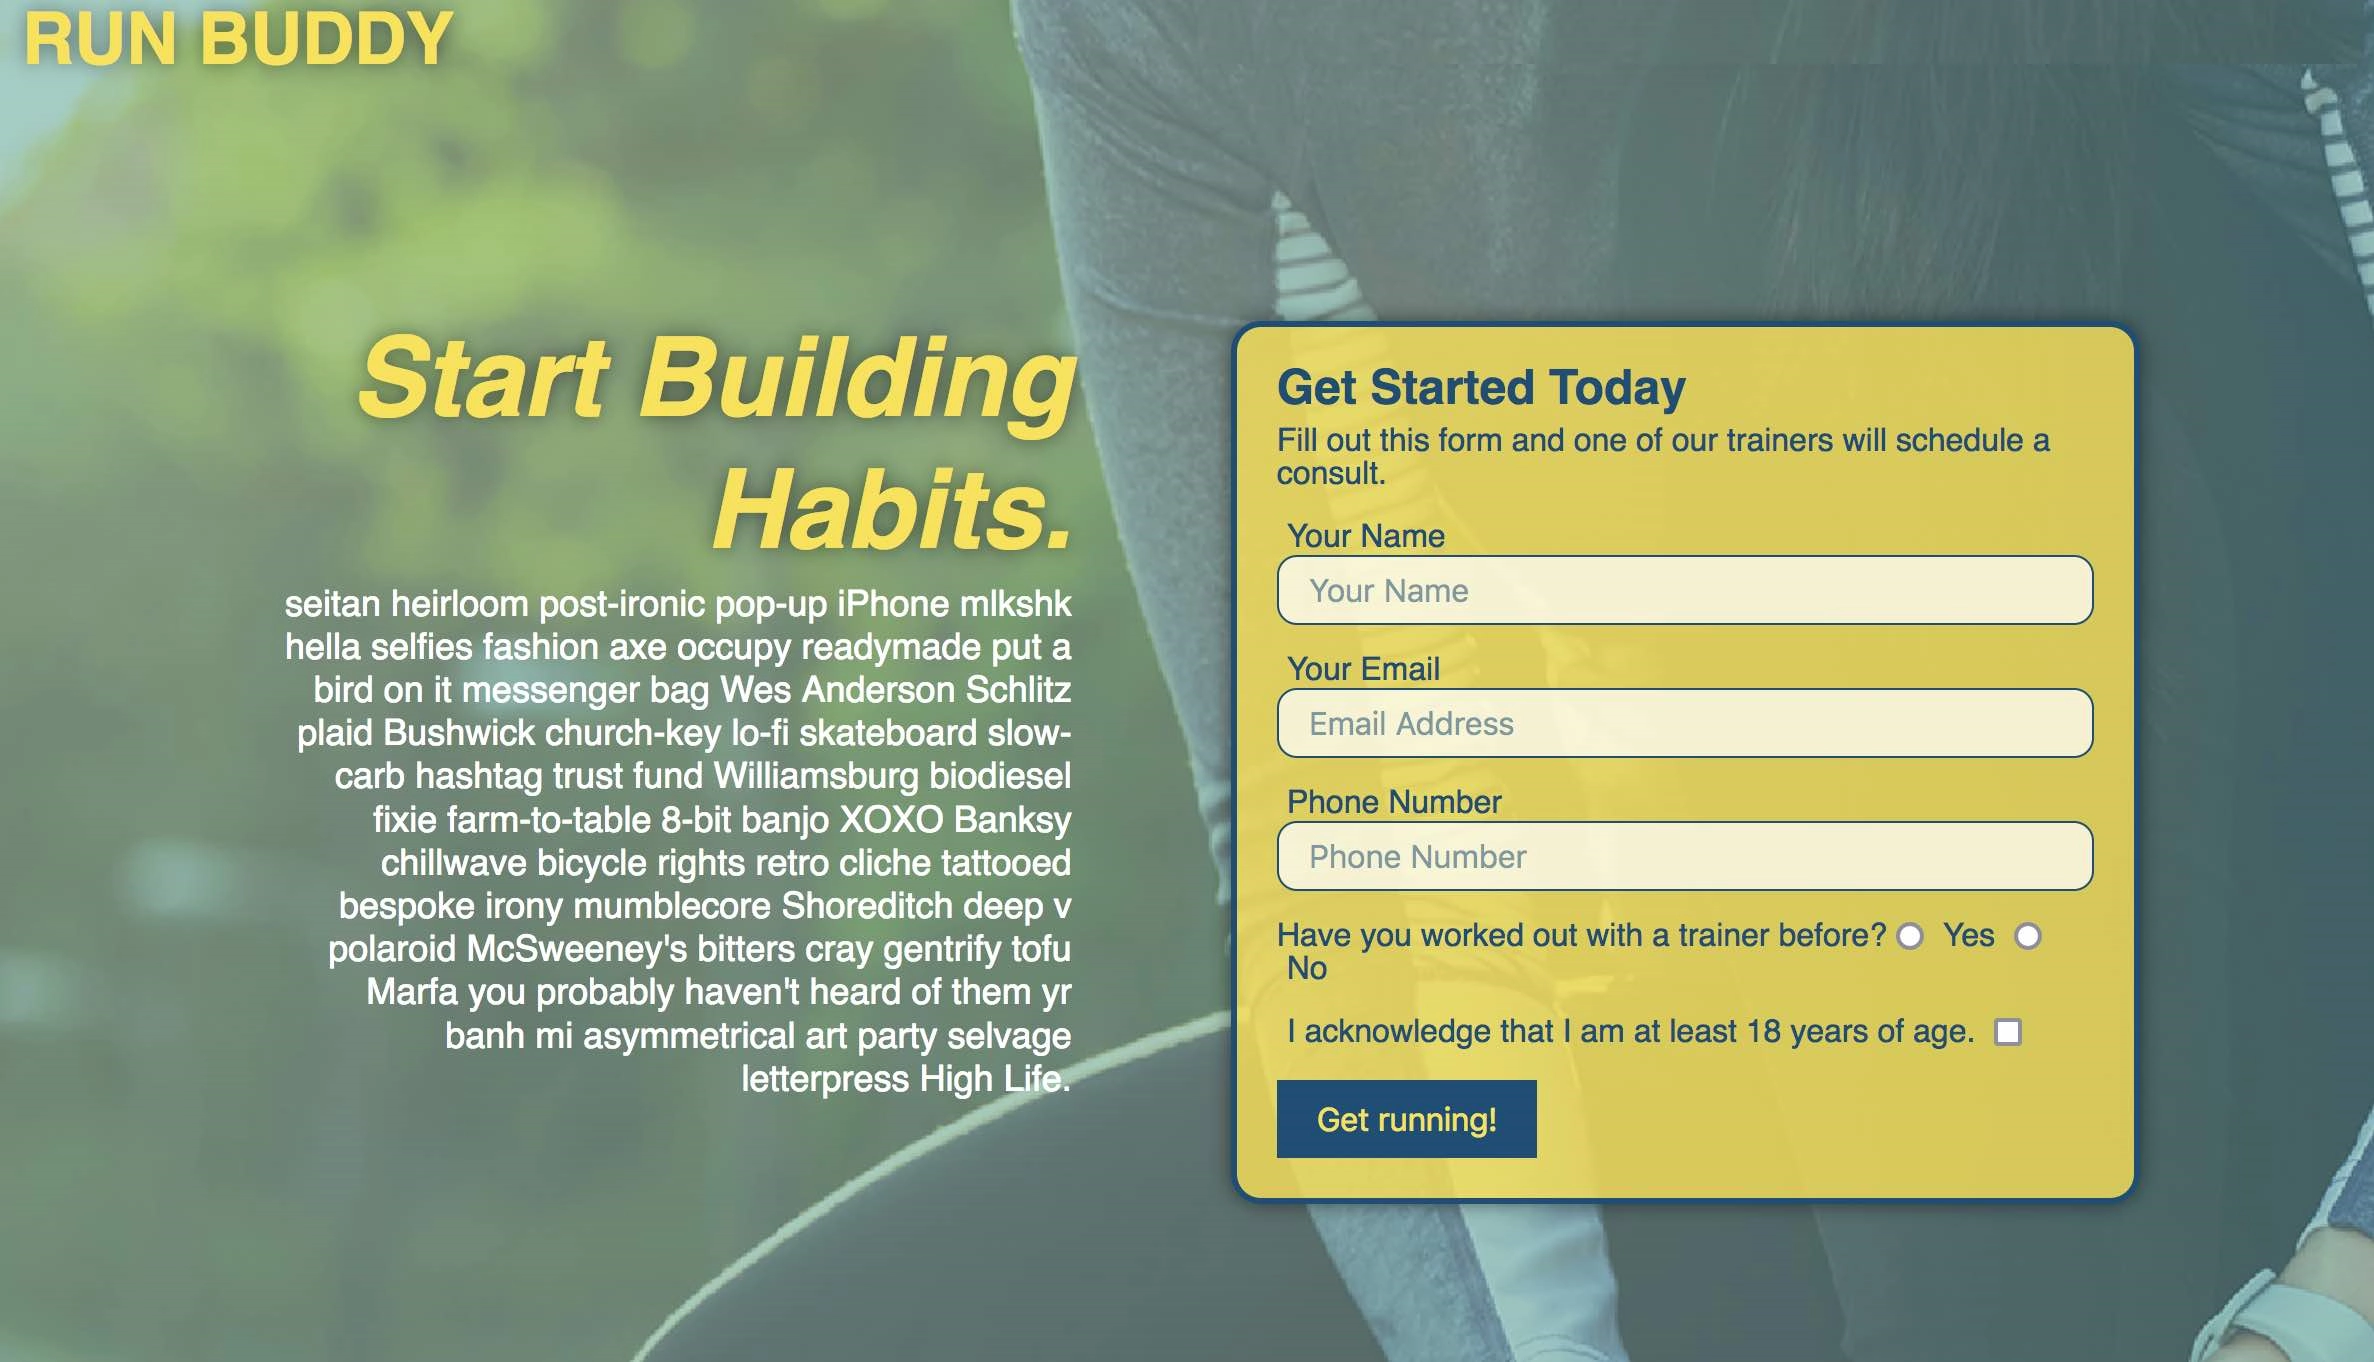 RUN BUDDY
Start Building
Habits.
seitan heirloom post-ironic pop-up iPhone mlkshk
hella selfies fashion axe occupy readymade put a
bird on it messenger bag Wes Anderson Schlitz
plaid Bushwick church-key lo-fi skateboard slow-
carb hashtag trust fund Williamsburg biodiesel
fixie farm-to-table 8-bit banjo XOXO Banksy
chillwave bicycle rights retro cliche tattooed
bespoke irony mumblecore Shoreditch deep v
polaroid McSweeney's bitters cray gentrify tofu
Marfa you probably haven't heard of them yr
banh mi asymmetrical art party selvage
letterpress High Life.
Get Started Today
Fill out this form and one of our trainers will schedule a
consult.
Your Name
Your Name
Your Email
Email Address
Phone Number
Phone Number
Have you worked out with a trainer before? Yes
No
I acknowledge that I am at least 18 years of age.
Get running!